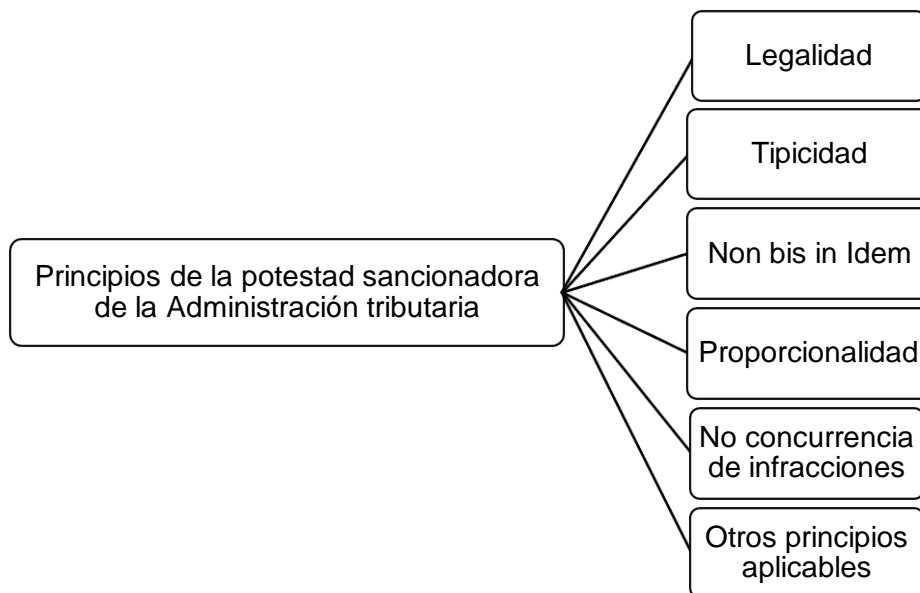 Principios de la potestad sancionadora
de la Administración tributaria
Legalidad
Tipicidad
Non bis in Idem
Proporcionalidad
No concurrencia
de infracciones
Otros principios
aplicables